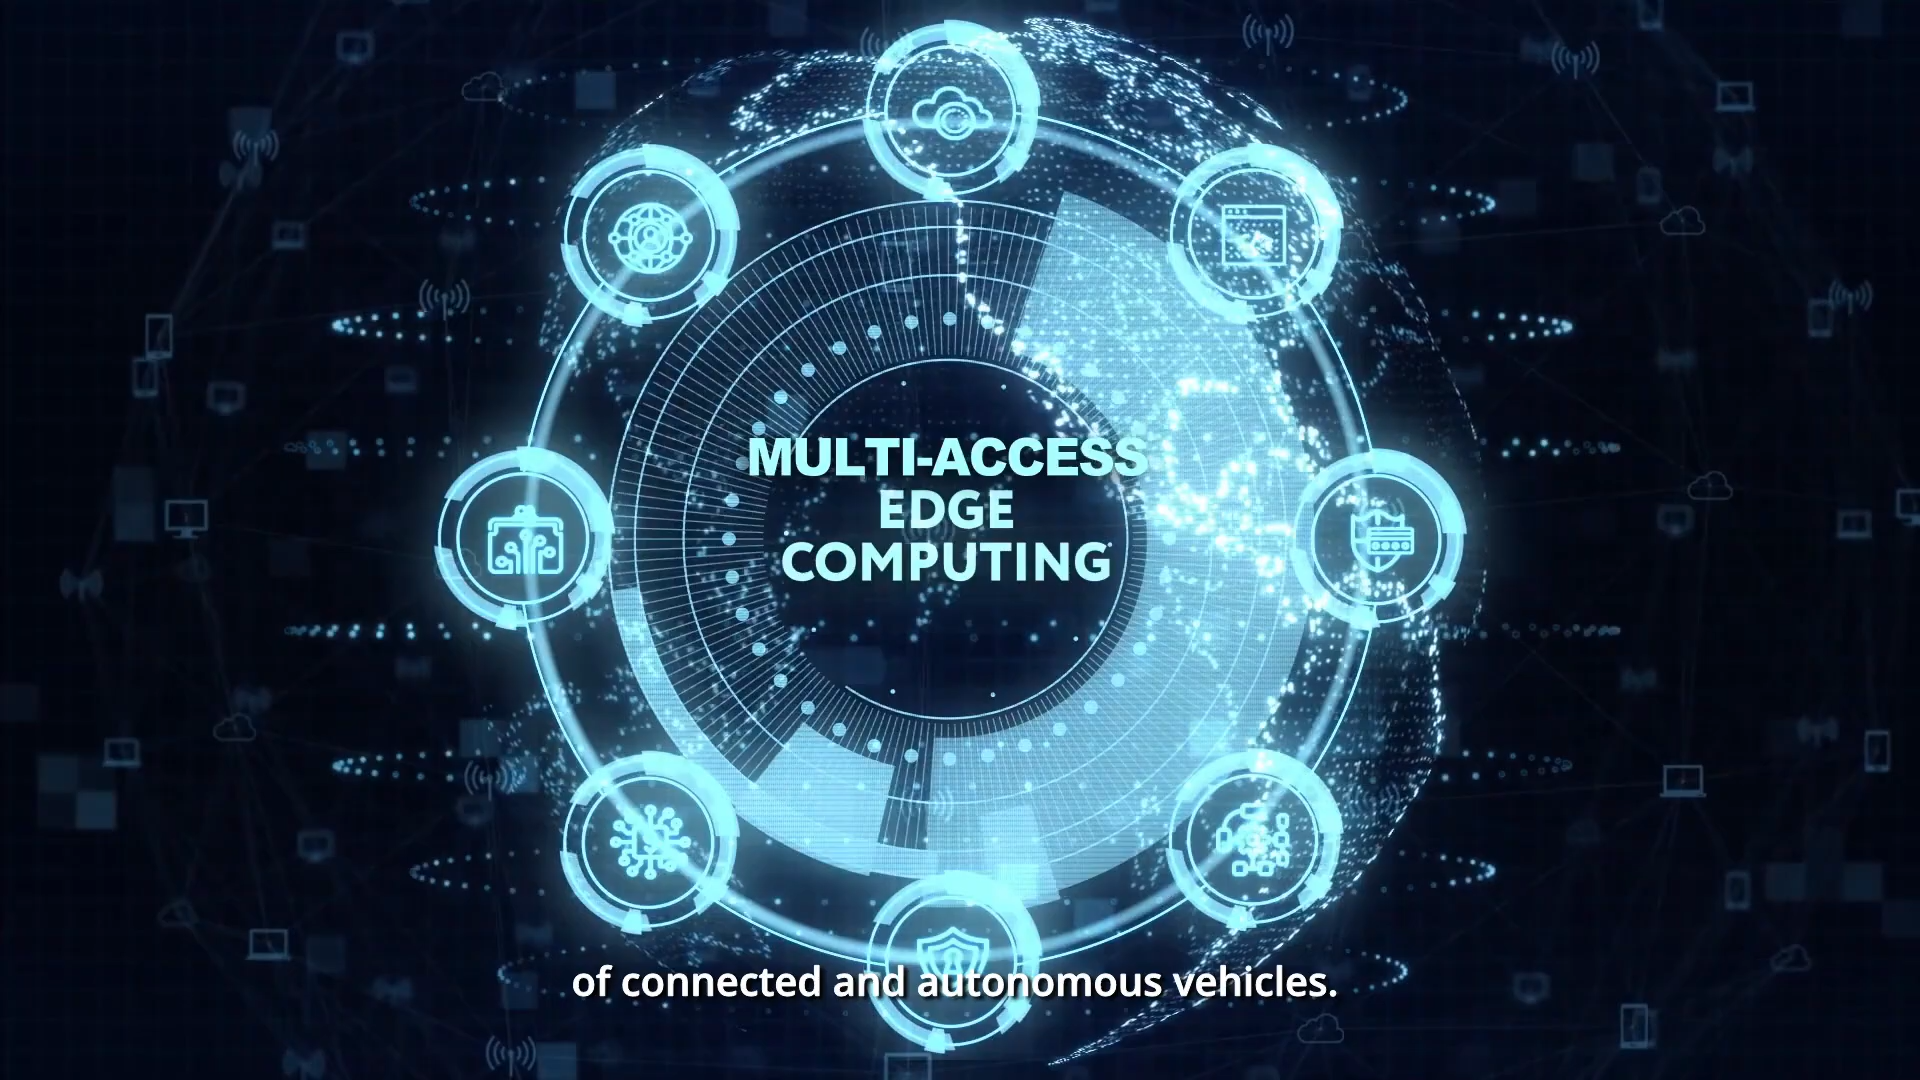 MULTI-ACCESS
EDGE
COMPUTING
of connected and autonomous vehicles.